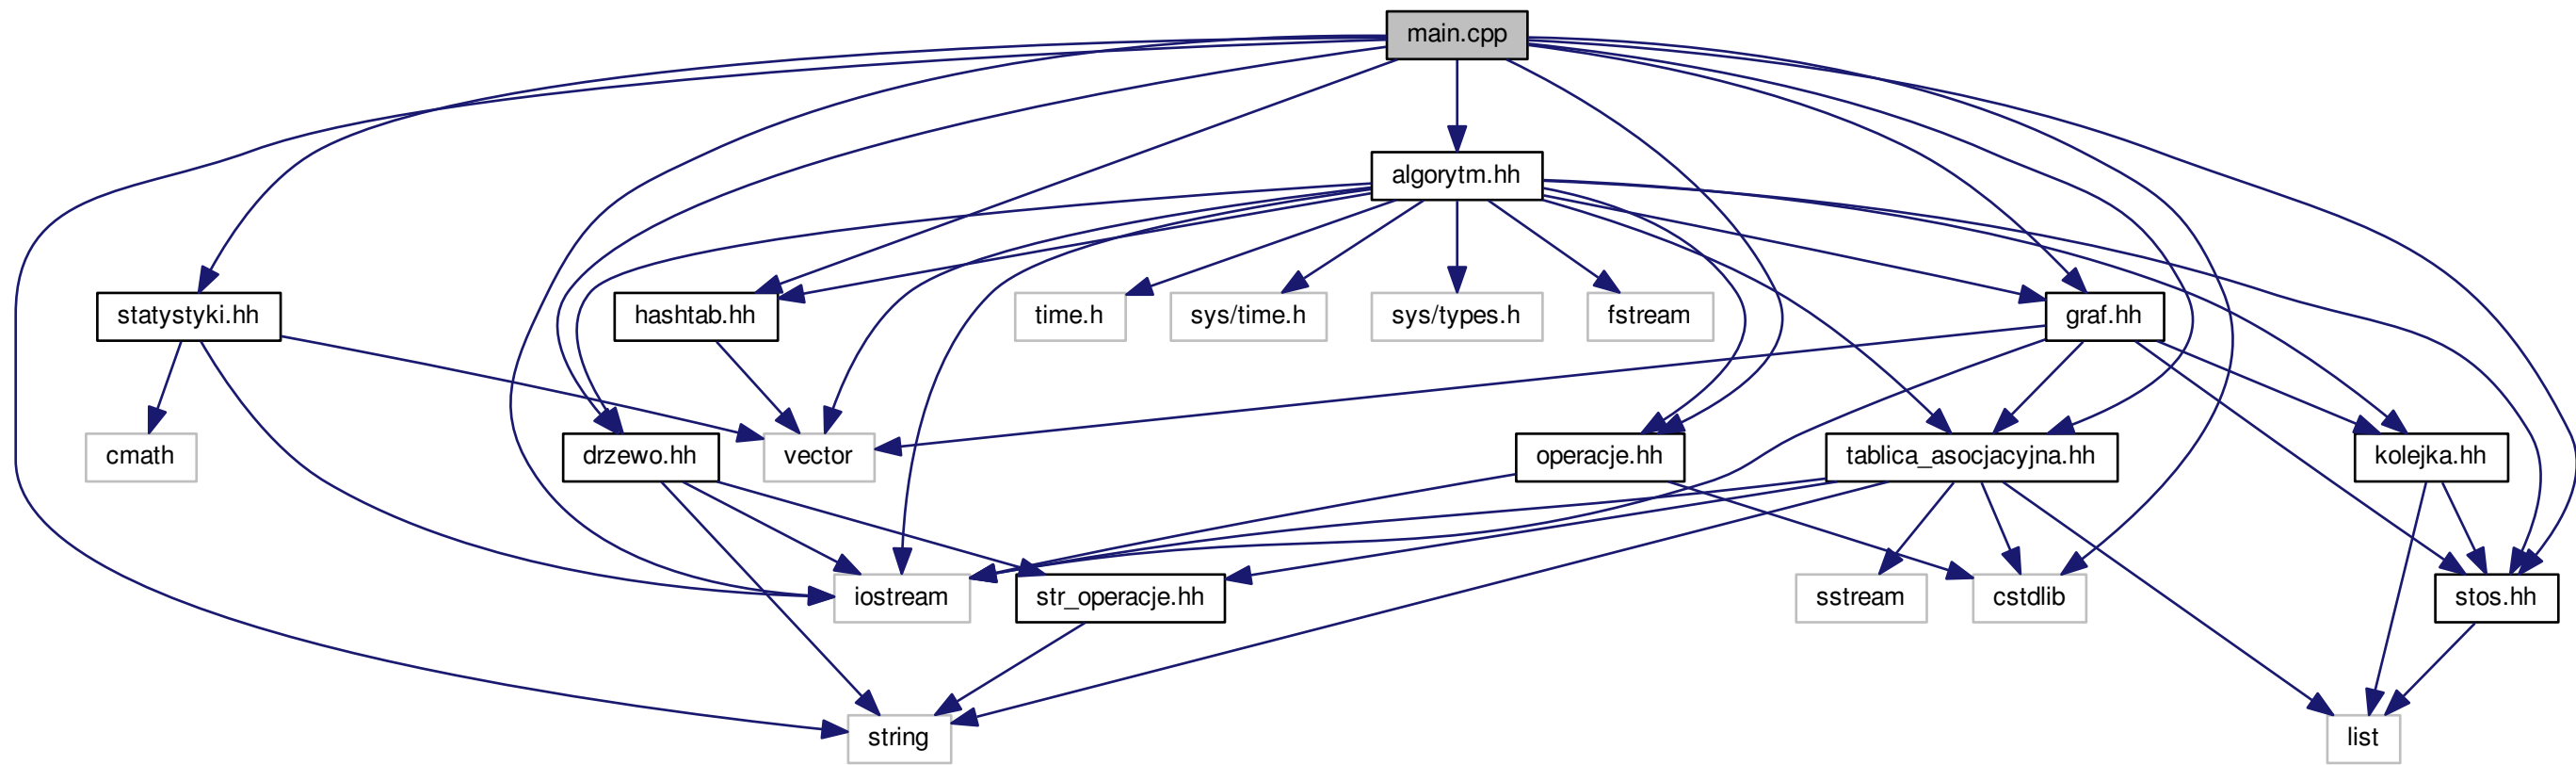 main.cpp
algorytm.hh
statystyki.hh
hashtab.hh
time.h
sys/time.h
sys/types.h
fstream
graf.hh
cmath
drzewo.hh
vector
operacje.hh
tablica_asocjacyjna.hh
kolejka.hh
iostream
str_operacje.hh
sstream
cstdlib
stos.hh
string
list